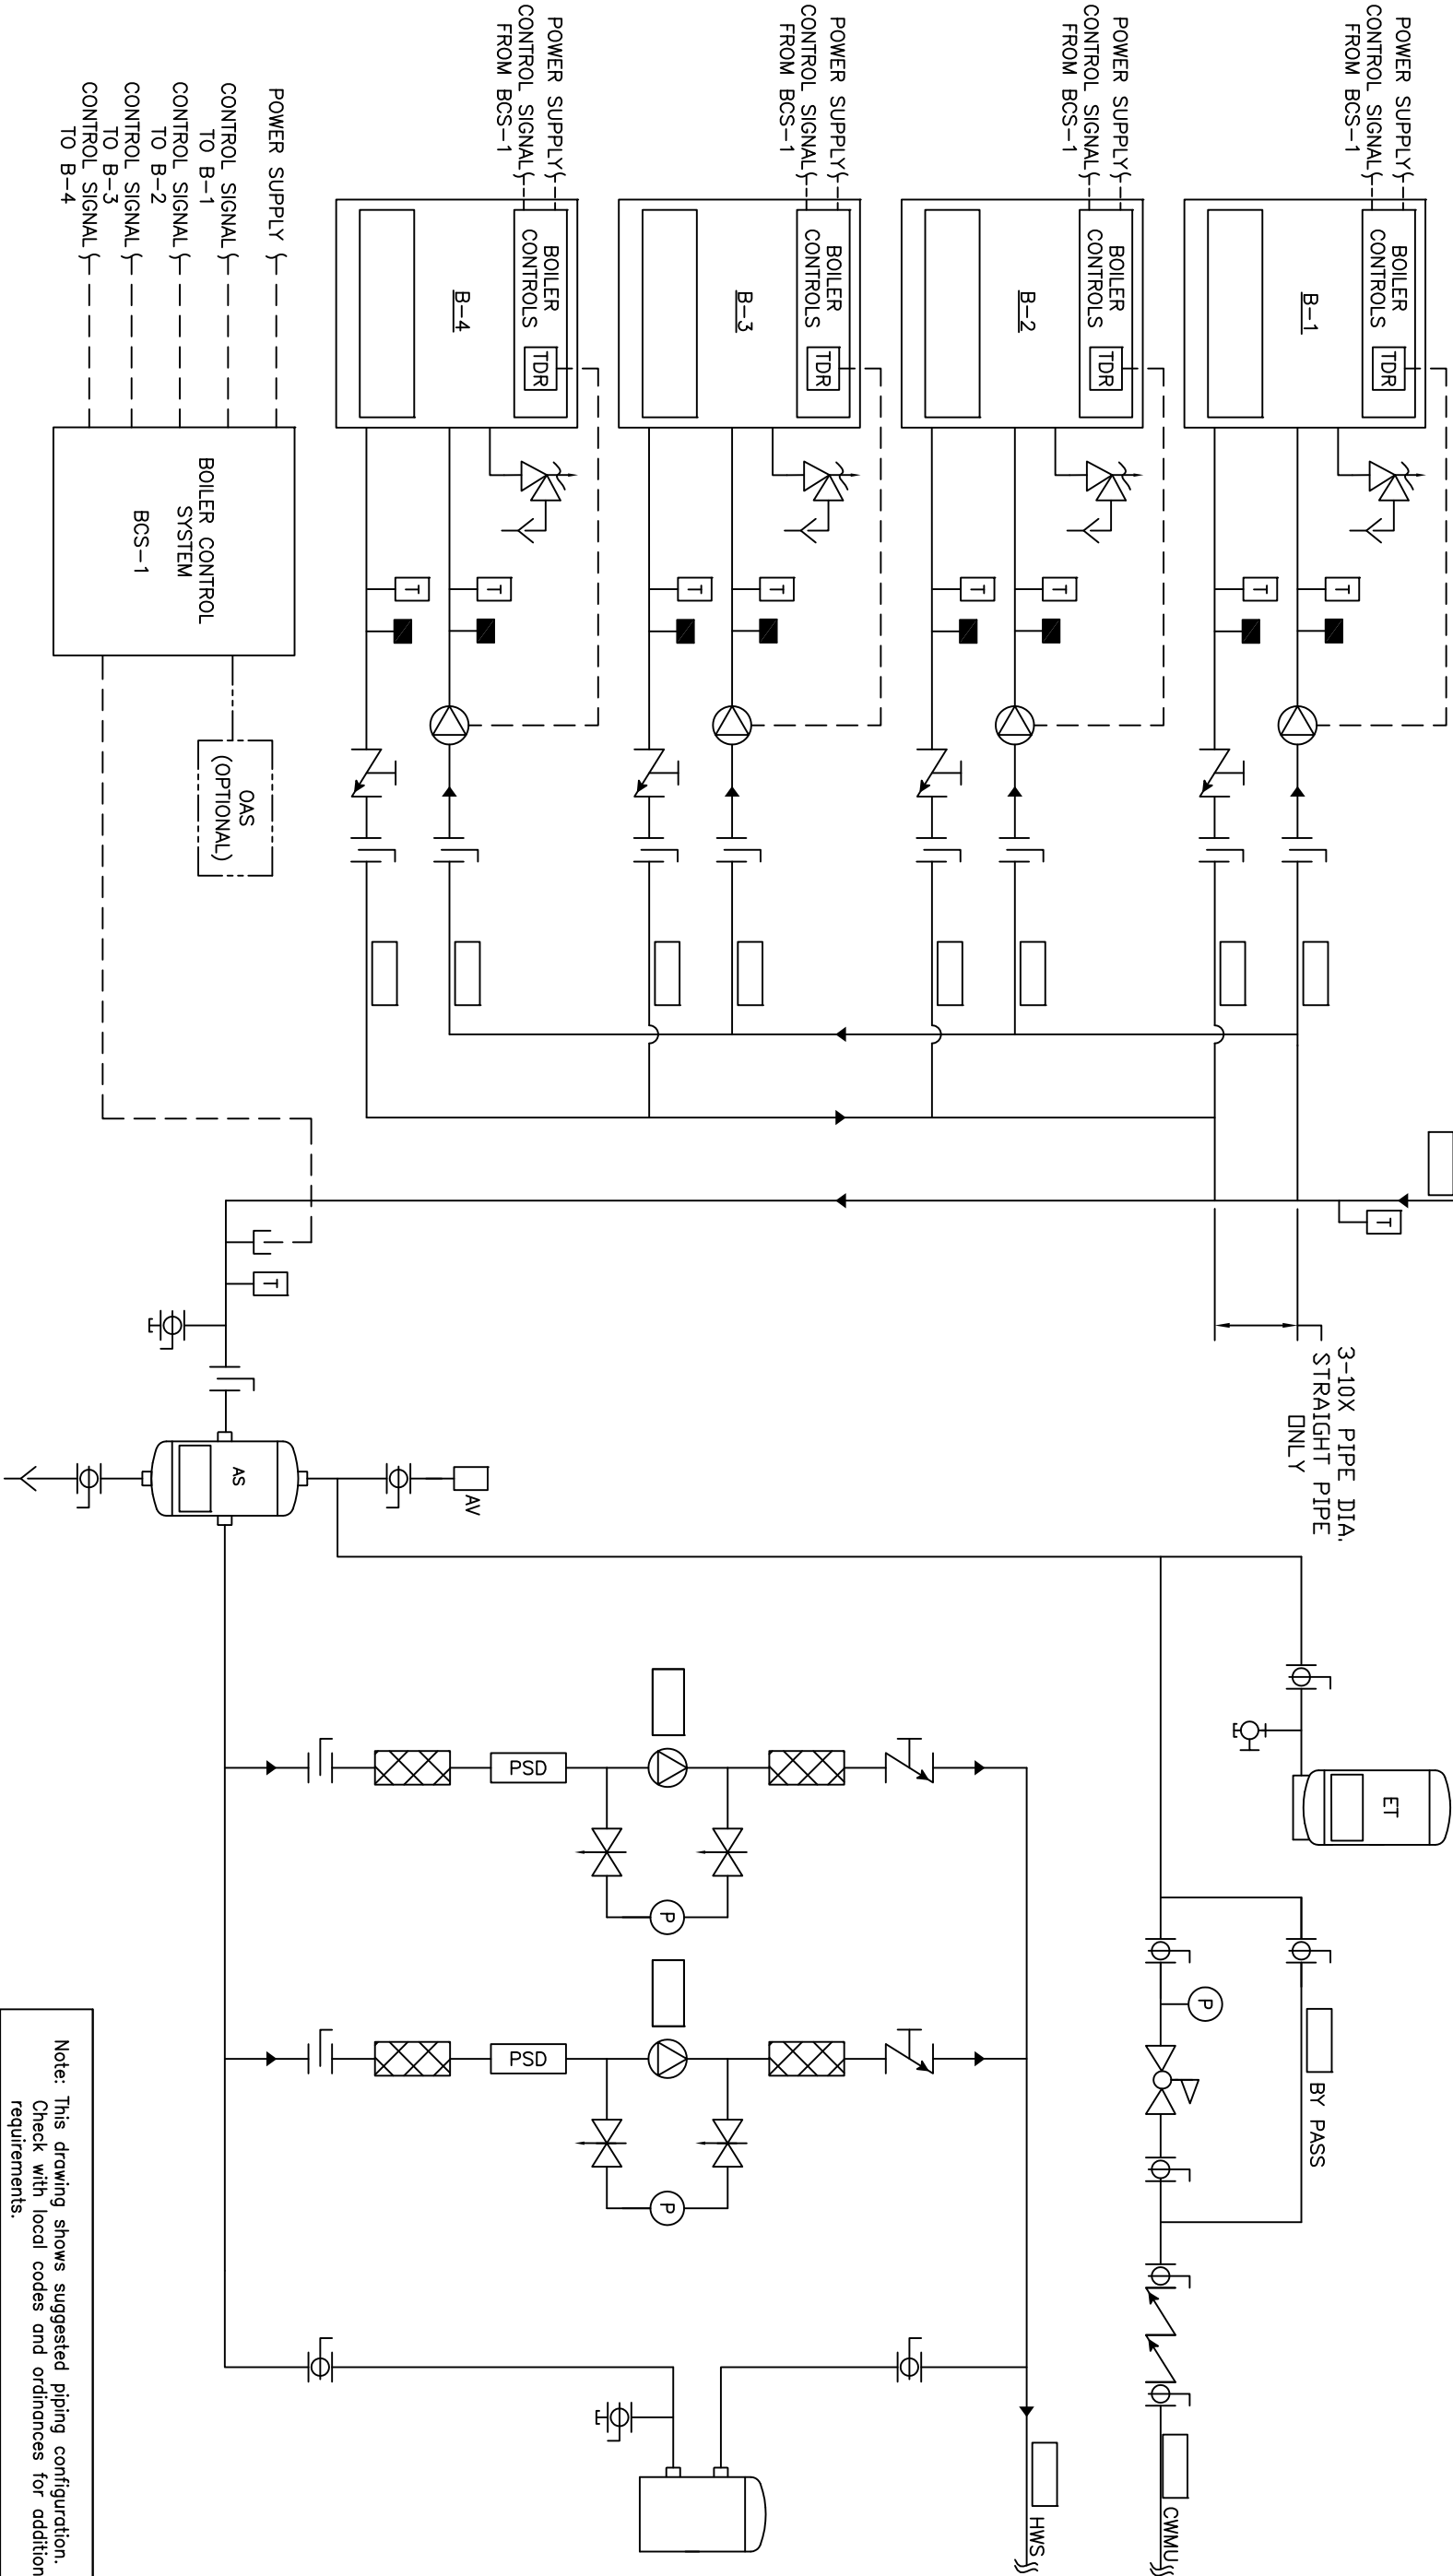 POWER SUPPLY
CONTROL SIGNAL
FROM BCS-1
BOILER
CONTROLS
TDR
B-4
POWER SUPPLY
CONTROL SIGNAL
FROM BCS-1
BOILER
CONTROLS
TDR
B-3
POWER SUPPLY
CONTROL SIGNAL
FROM BCS-1
BOILER
CONTROLS
TDR
B-2
POWER SUPPLY
CONTROL SIGNAL
FROM BCS-1
BOILER
CONTROLS
TDR
B-1
T
T
T
T
T
T
T
T
POWER SUPPLY
CONTROL SIGNAL
TO B-1
CONTROL SIGNAL
TO B-2
CONTROL SIGNAL
TO B-3
CONTROL SIGNAL
TO B-4
BOILER CONTROL
SYSTEM
BCS-1
OAS
(OPTIONAL)
T
T
3-10X PIPE DIA.
STRAIGHT PIPE
ONLY
AS
AV
ET
PSD
P
PSD
P
P
BY PASS
HWS
CWMU
Note: This drawing shows suggested piping configuration.
Check with local codes and ordinances for addition
requirements.